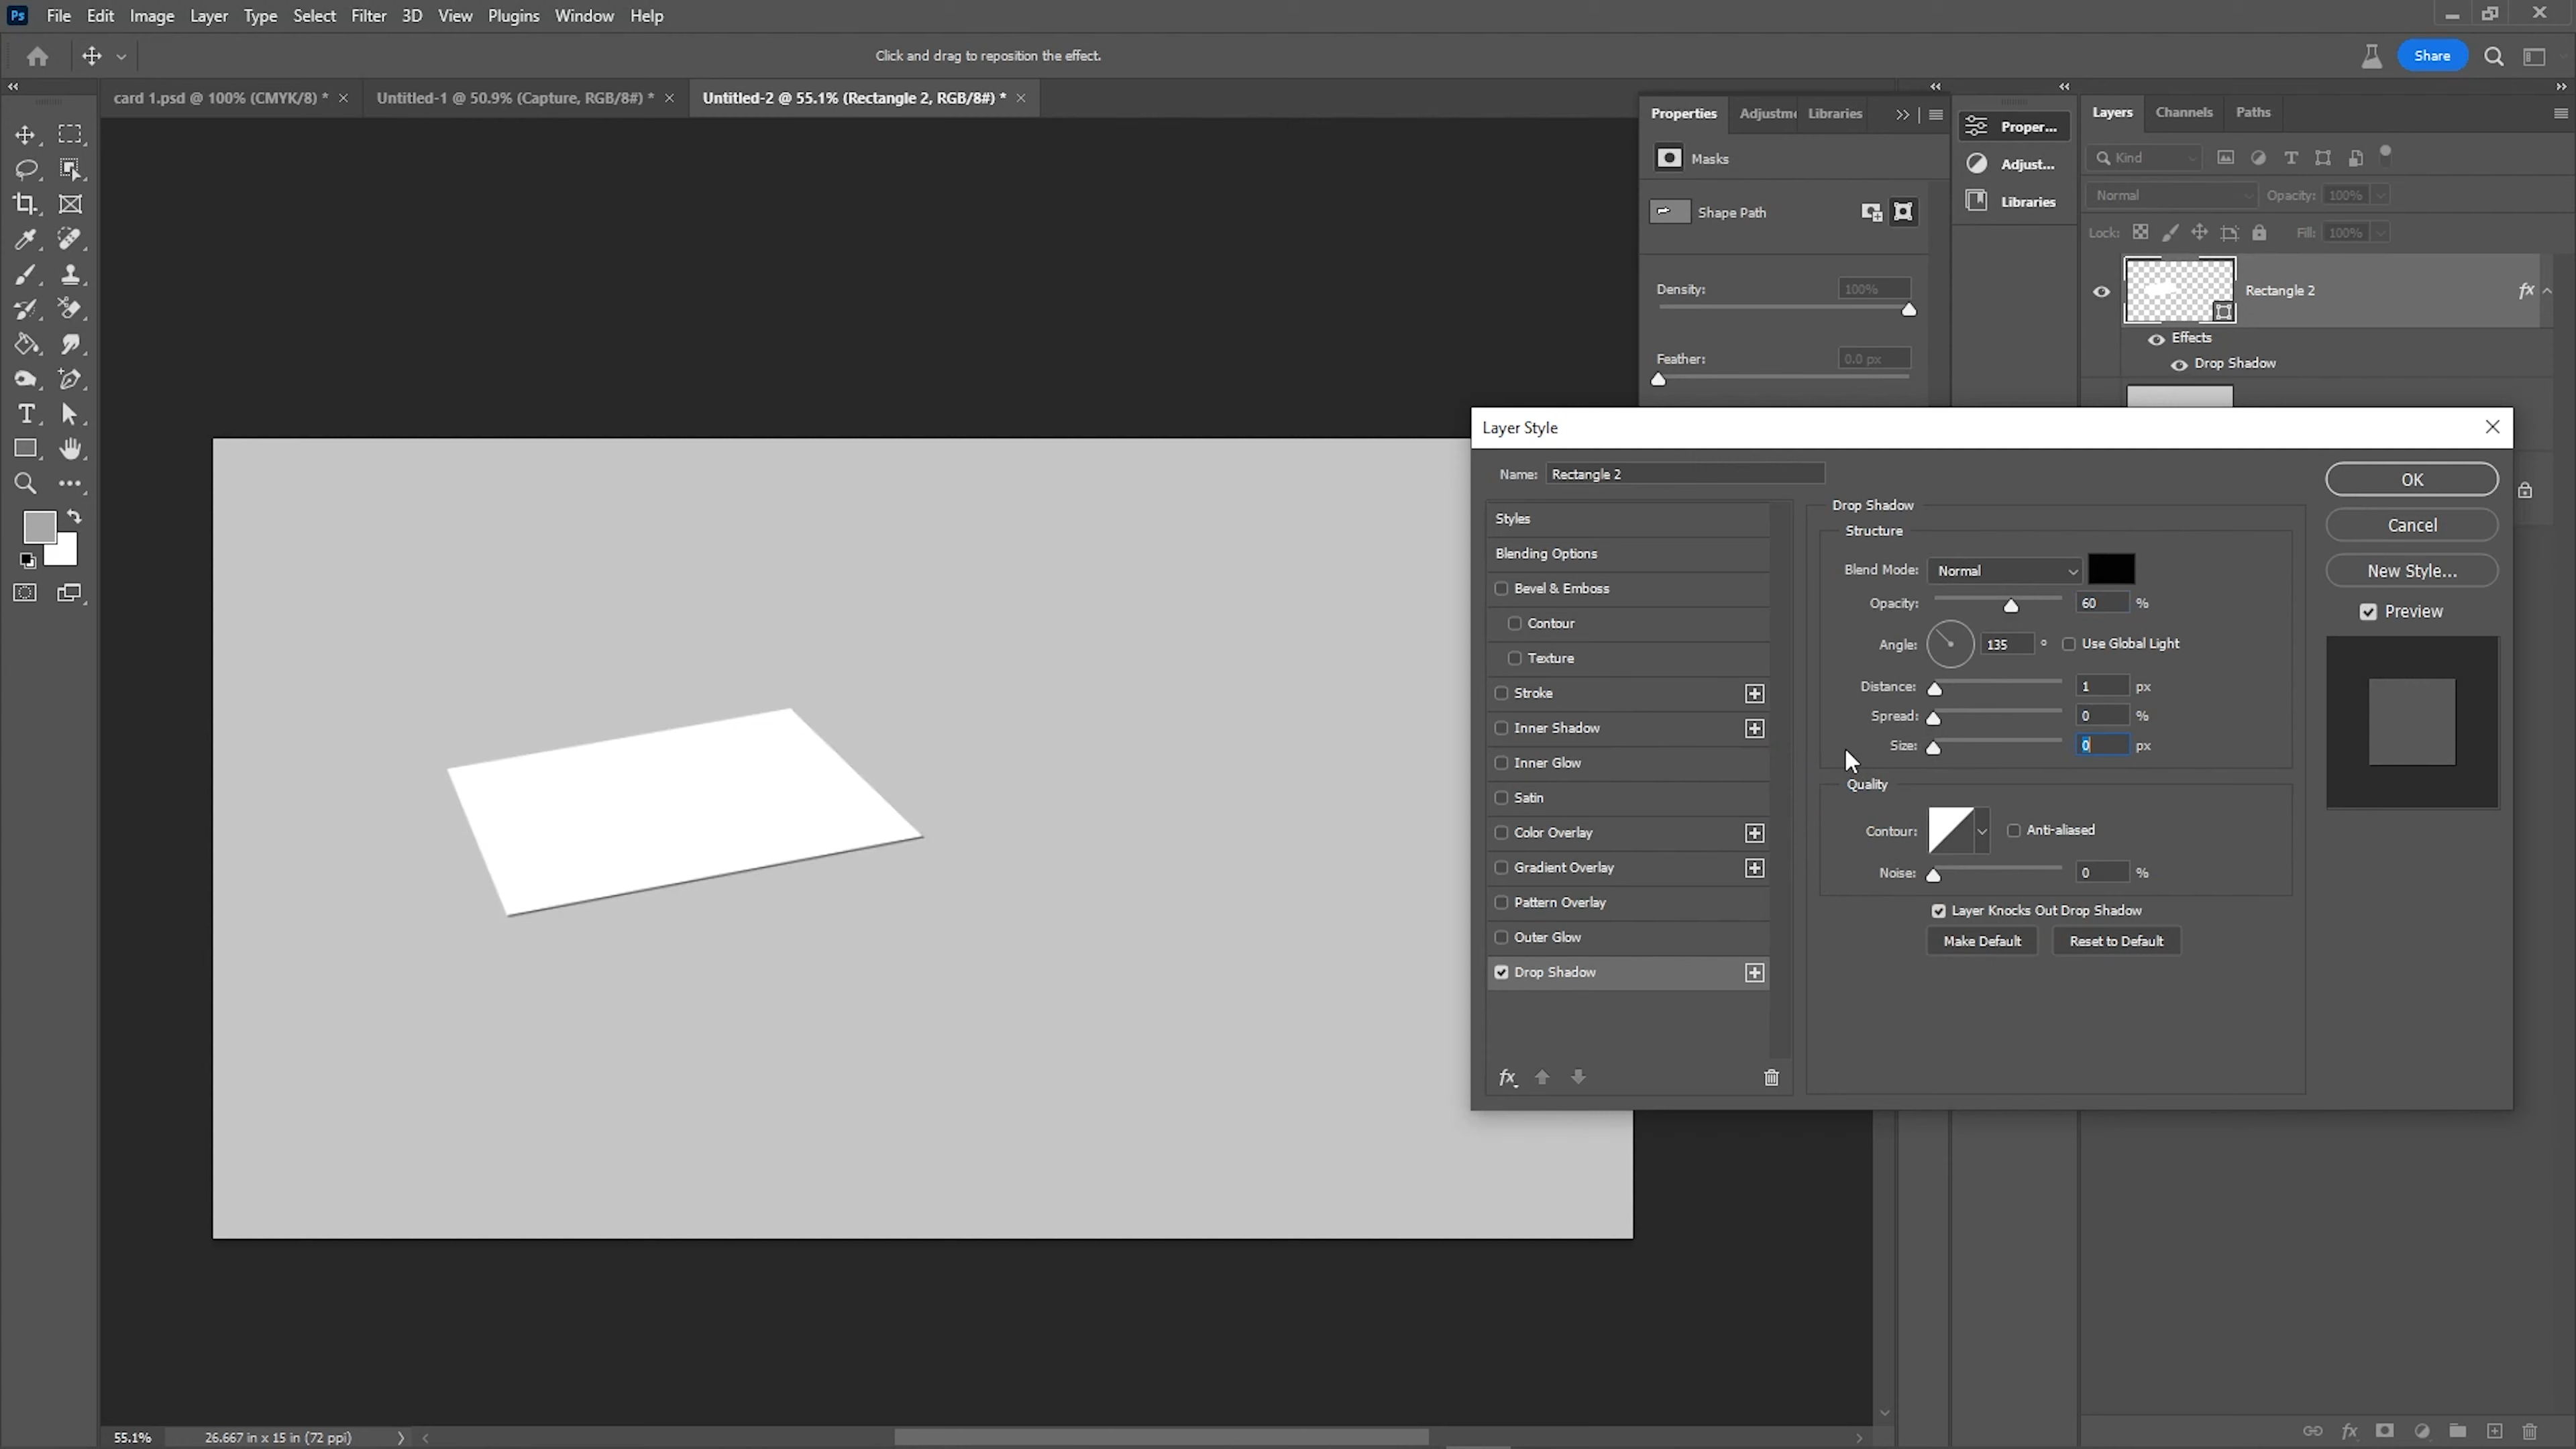 Ps File Edit Image Layer Type Select Filter 3D View Plugins Window Help
Click and drag to reposition the effect.
Share
card 1.psd @ 100% (CMYK/8) * ×
Untitled-1 @ 50.9% (Capture, RGB/8#) * ×
Untitled-2 @ 55.1% (Rectangle 2, RGB/8#) * ×
Properties Adjustme Libraries
Masks
Shape Path
Density: 100%
Feather: 0.0 px
Proper...
Adjust...
Libraries
Layers Channels Paths
Kind
Normal Opacity: 100%
Lock: Fill: 100%
Rectangle 2 fx
Effects
Drop Shadow
Layer Style
Name: Rectangle 2
Styles
Blending Options
Bevel & Emboss
Contour
Texture
Stroke
Inner Shadow
Inner Glow
Satin
Color Overlay
Gradient Overlay
Pattern Overlay
Outer Glow
Drop Shadow
fx
Drop Shadow
Structure
Blend Mode: Normal
Opacity: 60 %
Angle: 135 ° Use Global Light
Distance: 1 px
Spread: 0 %
Size: 0 px
Quality
Contour: Anti-aliased
Noise: 0 %
Layer Knocks Out Drop Shadow
Make Default Reset to Default
OK
Cancel
New Style...
Preview
55.1% 26.667 in x 15 in (72 ppi)
fx